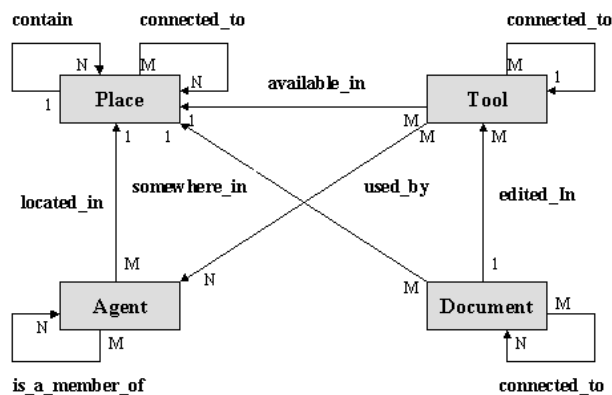 contain
connected_to
connected_to
N
M
M
Place
N
available_in
Tool
1
1
1
M
1
1
M
M
located_in
somewhere_in
used_by
edited_In
M
N
M
1
Agent
Document
M
N
M
N
is_a_member_of
connected_to